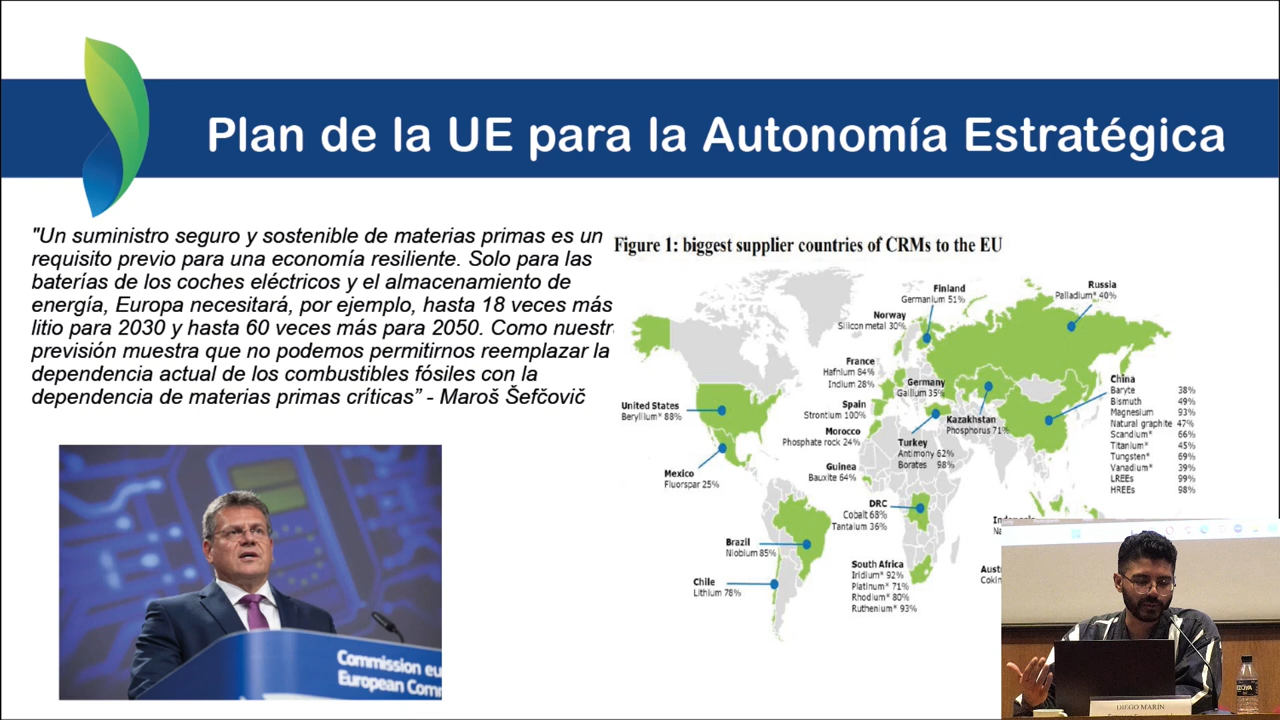 Plan de la UE para la Autonomía Estratégica
"Un suministro seguro y sostenible de materias primas es un
requisito previo para una economía resiliente. Solo para las
baterías de los coches eléctricos y el almacenamiento de
energía, Europa necesitará, por ejemplo, hasta 18 veces más
litio para 2030 y hasta 60 veces más para 2050. Como nuestr
previsión muestra que no podemos permitirnos reemplazar la
dependencia actual de los combustibles fósiles con la
dependencia de materias primas críticas” - Maroš Šefčovič
Figure 1: biggest supplier countries of CRMs to the EU
Russia
Palladium* 40%
Finland
Germanium 51%
Norway
Silicon metal 30%
France
Hafnium 84%
Indium 28%
Germany
Gallium 35%
Spain
Strontium 100%
Kazakhstan
Phosphorus 71%
China
Baryte 38%
Bismuth 49%
Magnesium 93%
Natural graphite 47%
Scandium* 66%
Titanium* 45%
Tungsten* 69%
Vanadium* 39%
LREEs 99%
HREEs 98%
United States
Beryllium* 88%
Morocco
Phosphate rock 24%
Turkey
Antimony 62%
Borates 98%
Mexico
Fluorspar 25%
Guinea
Bauxite 64%
DRC
Cobalt 68%
Tantalum 36%
Brazil
Niobium 85%
South Africa
Iridium* 92%
Platinum* 71%
Rhodium* 80%
Ruthenium* 93%
Chile
Lithium 78%
Na
Aust
Cokin
Commission eu
European Comm
DIEGO MARÍN